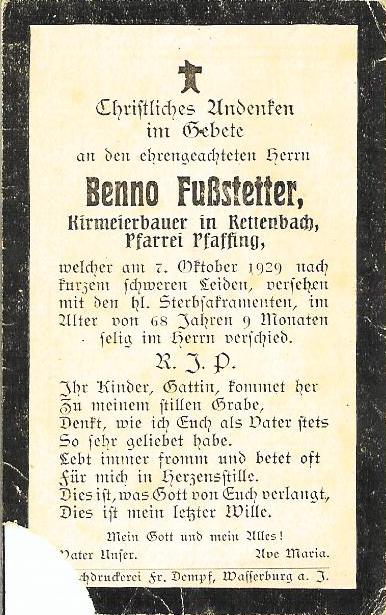 Christliches Andenken
im Gebete
an den ehrengeachteten Herrn
Benno Fußstetter,
Kirmeierbauer in Rettenbach,
Pfarrei Pfaffing,
welcher am 7. Oktober 1929 nach
kurzem schweren Leiden, versehen
mit den hl. Sterbsakramenten, im
Alter von 68 Jahren 9 Monaten
selig im Herrn verschied.
R. I. P.
Ihr Kinder, Gattin, kommet her
Zu meinem stillen Grabe,
Denkt, wie ich Euch als Vater stets
So sehr geliebet habe.
Lebt immer fromm und betet oft
Für mich in Herzensstille.
Dies ist, was Gott von Euch verlangt,
Dies ist mein letzter Wille.
Mein Gott und mein Alles!
Vater Unser. Ave Maria.
chdruckerei Fr. Dempf, Wasserburg a. I.